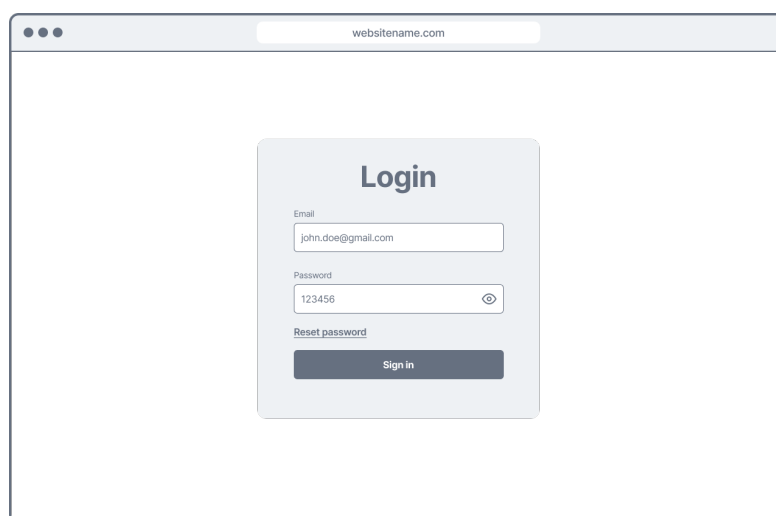 websitename.com
Login
Email
john.doe@gmail.com
Password
123456
Reset password
Sign in